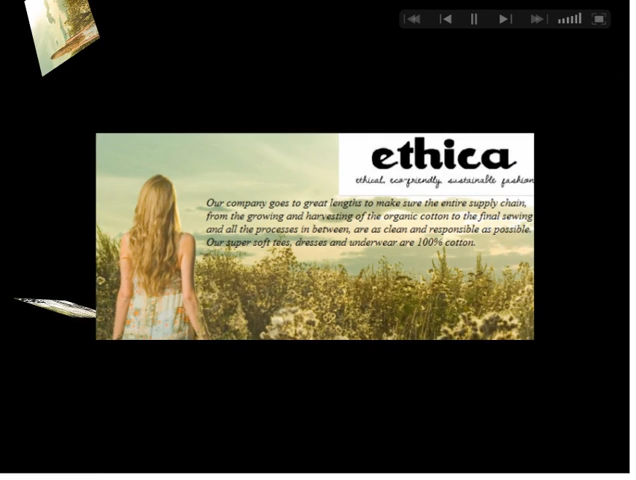 ethica
ethical, eco-friendly, sustainable fashion
Our company goes to great lengths to make sure the entire supply chain,
from the growing and harvesting of the organic cotton to the final sewing
and all the processes in between, are as clean and responsible as possible.
Our super soft tees, dresses and underwear are 100% cotton.